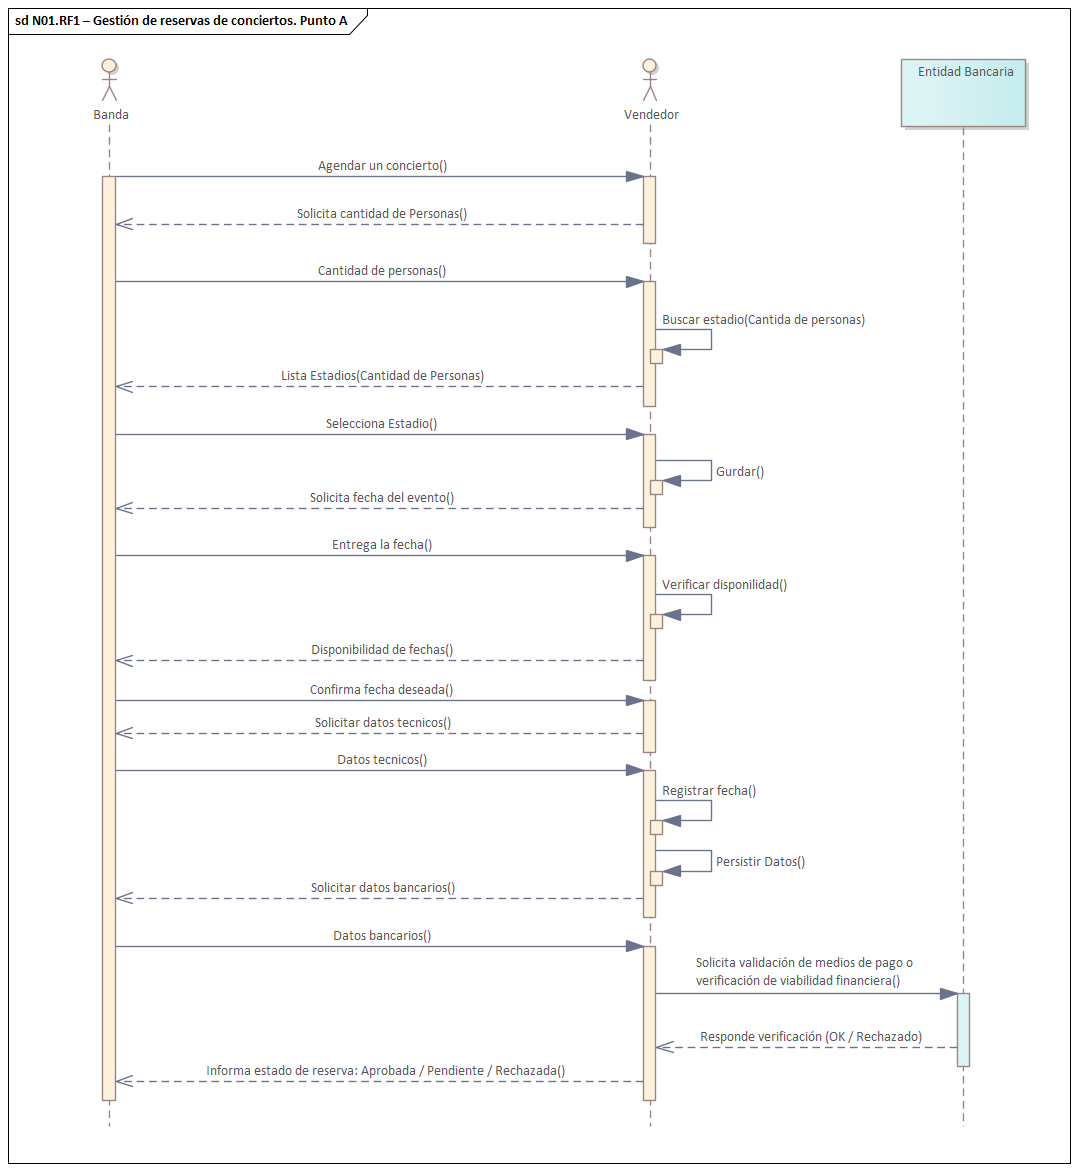 sd N01.RF1 – Gestión de reservas de conciertos. Punto A
Banda
Vendedor
Entidad Bancaria
Agendar un concierto()
Solicita cantidad de Personas()
Cantidad de personas()
Buscar estadio(Cantida de personas)
Lista Estadios(Cantidad de Personas)
Selecciona Estadio()
Gurdar()
Solicita fecha del evento()
Entrega la fecha()
Verificar disponilidad()
Disponibilidad de fechas()
Confirma fecha deseada()
Solicitar datos tecnicos()
Datos tecnicos()
Registrar fecha()
Persistir Datos()
Solicitar datos bancarios()
Datos bancarios()
Solicita validación de medios de pago o
verificación de viabilidad financiera()
Responde verificación (OK / Rechazado)
Informa estado de reserva: Aprobada / Pendiente / Rechazada()